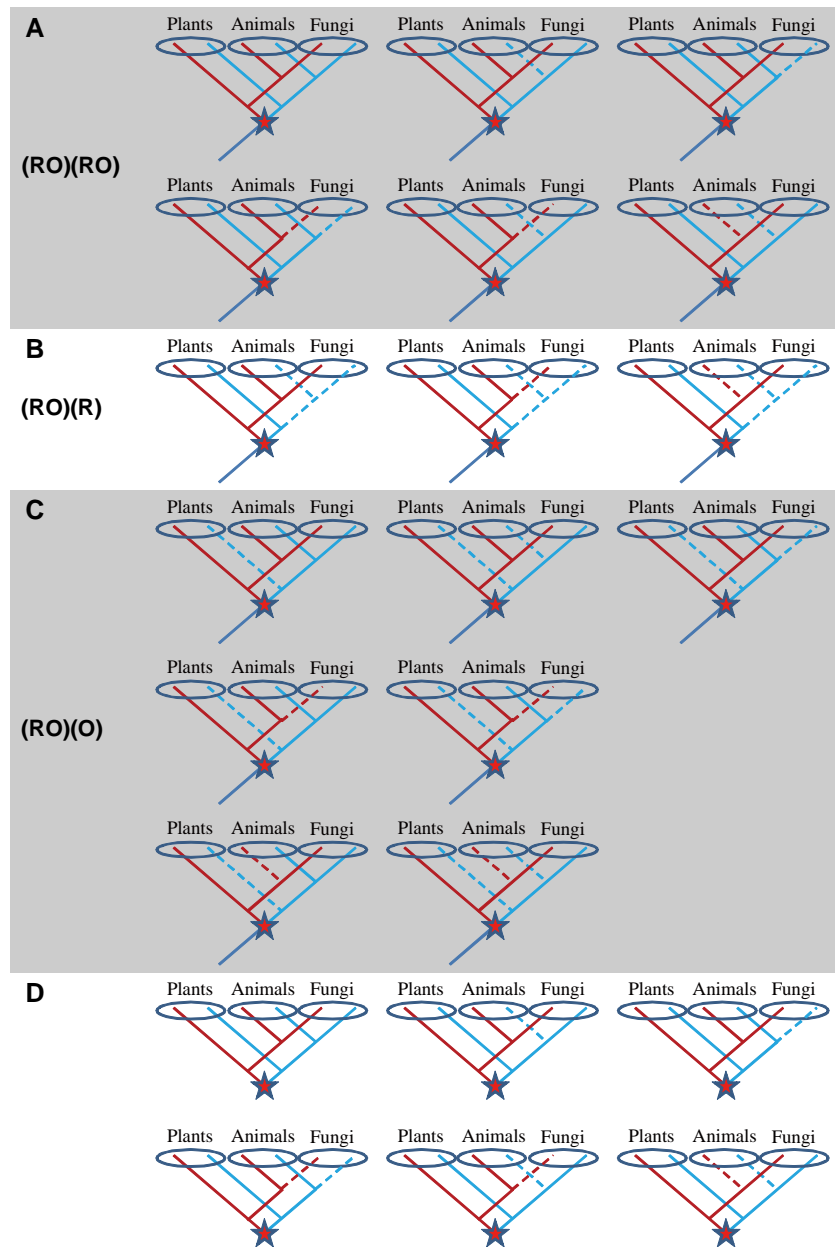 A
Plants Animals Fungi Plants Animals Fungi Plants Animals Fungi
(RO)(RO)
Plants Animals Fungi Plants Animals Fungi Plants Animals Fungi
B
Plants Animals Fungi Plants Animals Fungi Plants Animals Fungi
(RO)(R)
C
Plants Animals Fungi Plants Animals Fungi Plants Animals Fungi
Plants Animals Fungi Plants Animals Fungi
(RO)(O)
Plants Animals Fungi Plants Animals Fungi
D
Plants Animals Fungi Plants Animals Fungi Plants Animals Fungi
Plants Animals Fungi Plants Animals Fungi Plants Animals Fungi